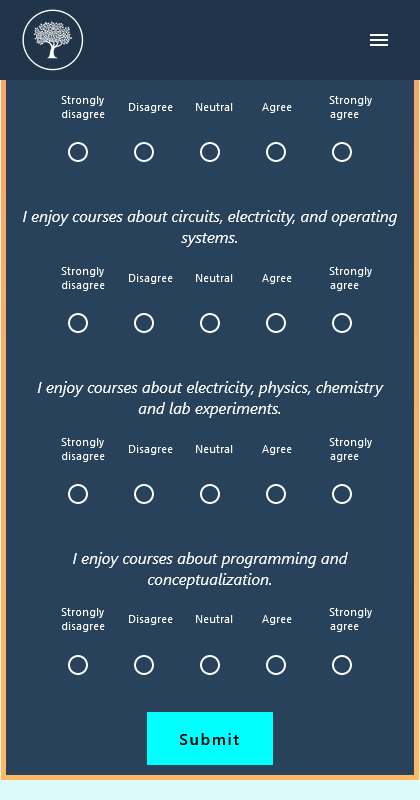 Strongly disagree Disagree Neutral Agree Strongly agree
I enjoy courses about circuits, electricity, and operating
systems.
Strongly disagree Disagree Neutral Agree Strongly agree
I enjoy courses about electricity, physics, chemistry
and lab experiments.
Strongly disagree Disagree Neutral Agree Strongly agree
I enjoy courses about programming and
conceptualization.
Strongly disagree Disagree Neutral Agree Strongly agree
Submit